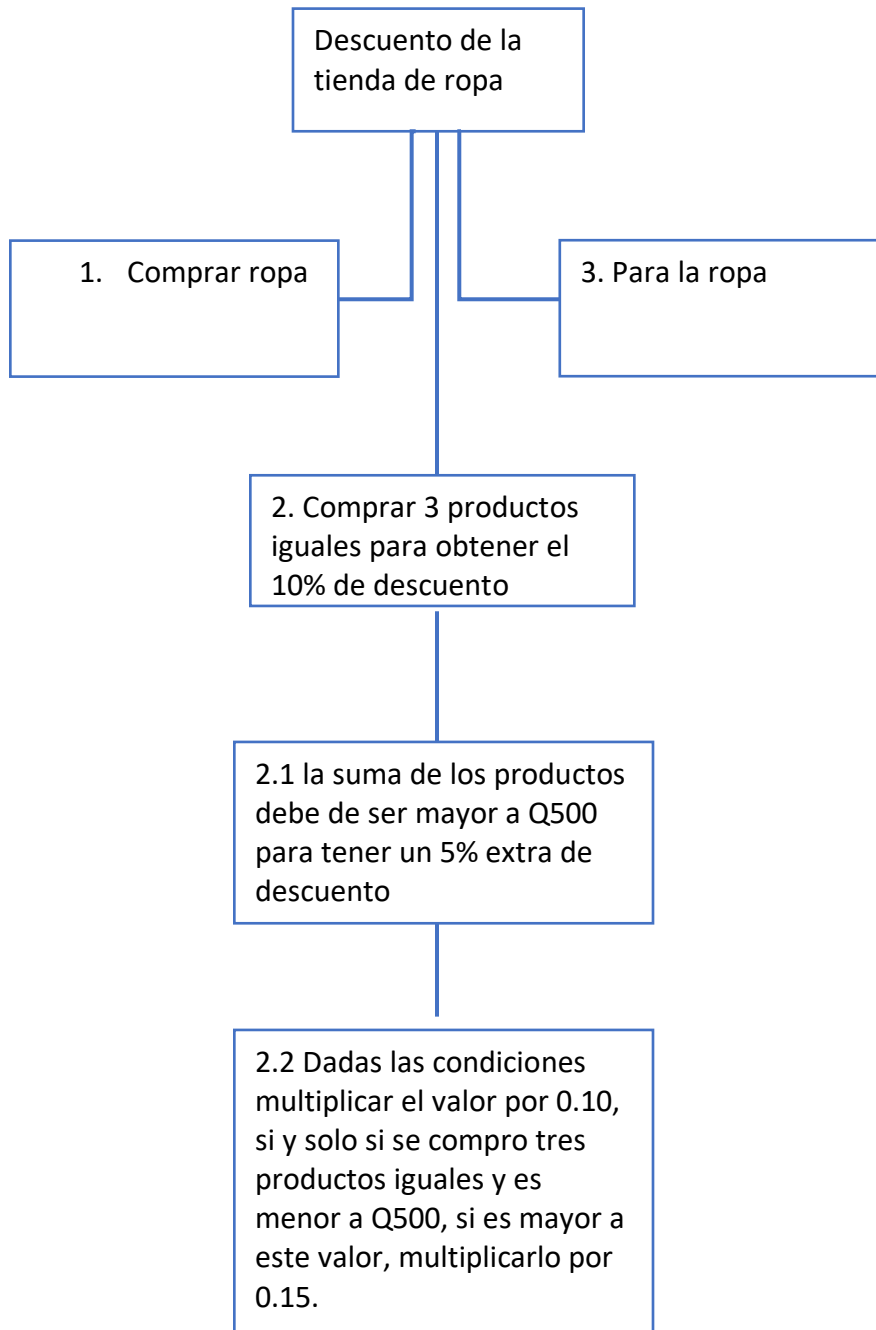 Descuento de la
tienda de ropa
1. Comprar ropa
3. Para la ropa
2. Comprar 3 productos
iguales para obtener el
10% de descuento
2.1 la suma de los productos
debe de ser mayor a Q500
para tener un 5% extra de
descuento
2.2 Dadas las condiciones
multiplicar el valor por 0.10,
si y solo si se compro tres
productos iguales y es
menor a Q500, si es mayor a
este valor, multiplicarlo por
0.15.